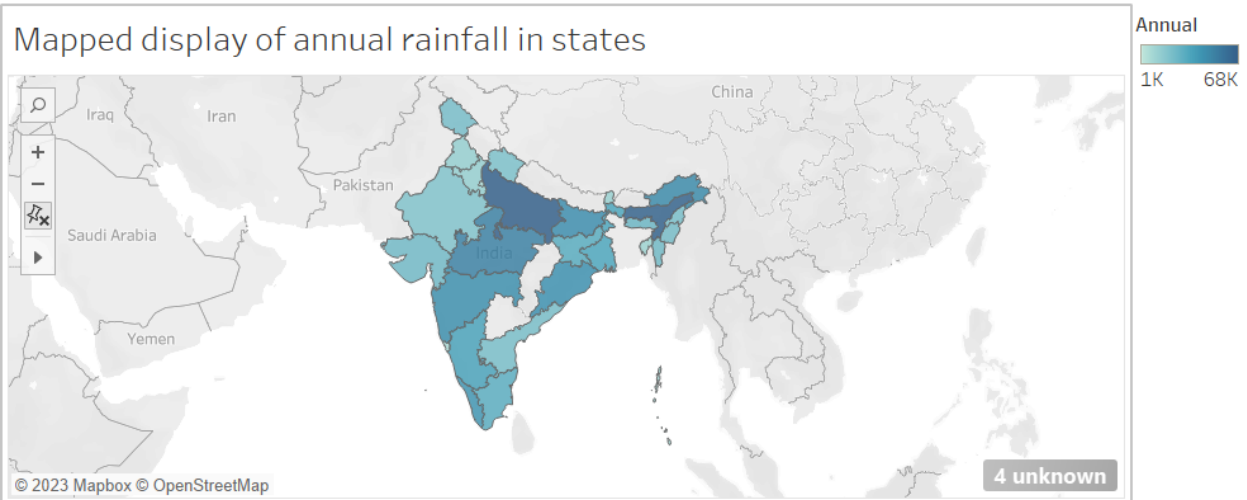 Mapped display of annual rainfall in states
Annual
1K 68K
China
Iraq
Iran
Pakistan
Saudi Arabia
India
Yemen
4 unknown
© 2023 Mapbox © OpenStreetMap